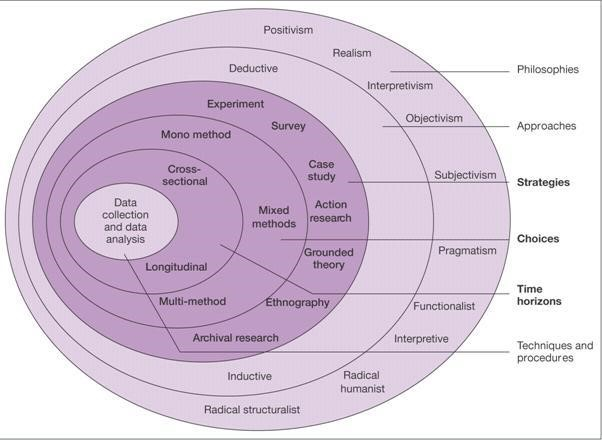 Positivism
Realism
Philosophies
Deductive
Interpretivism
Experiment
Objectivism
Survey
Approaches
Mono method
Case
study
Cross-
sectional
Subjectivism
Strategies
Data
collection
and data
analysis
Action
research
Mixed
methods
Choices
Pragmatism
Grounded
theory
Longitudinal
Time
horizons
Multi-method
Ethnography
Functionalist
Archival research
Interpretive
Techniques and
procedures
Inductive
Radical
humanist
Radical structuralist